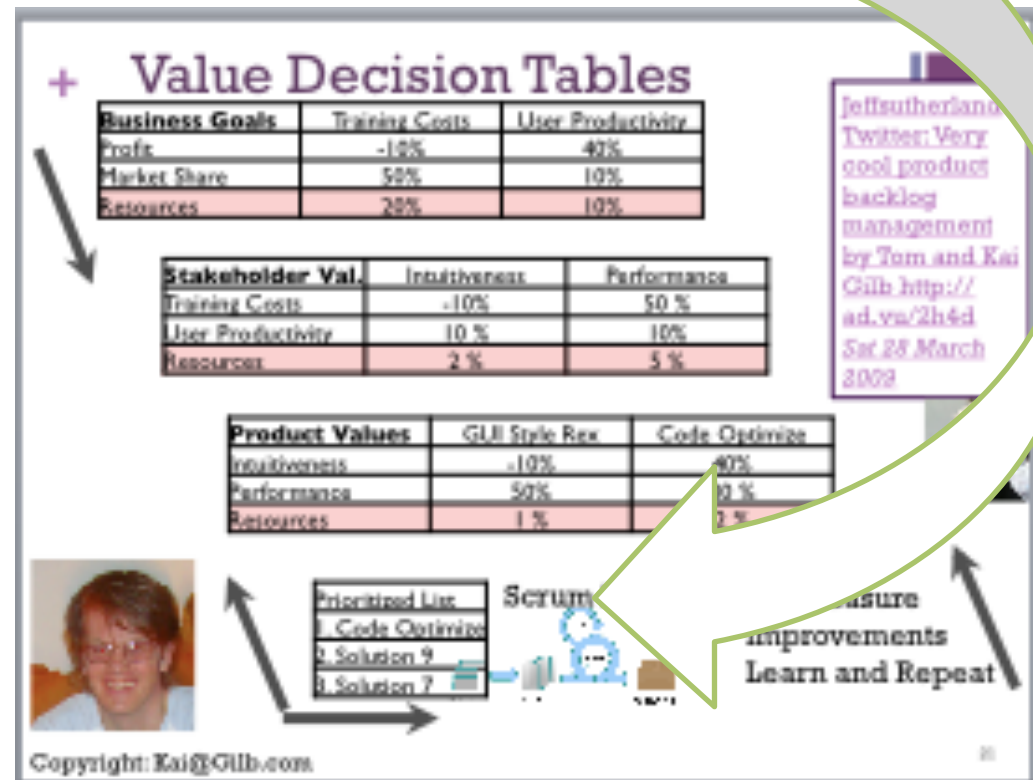 + Value Decision Tables
Business Goals Training Costs User Productivity
Profit -10% 40%
Market Share 50% 10%
Resources 20% 10%
Jeffsutherland
Twitter: Very
cool product
backlog
management
by Tom and Kai
Gilb http://
ad.vu/2h4d
Sat 28 March
2009
Stakeholder Val. Intuitiveness Performance
Training Costs -10% 50 %
User Productivity 10 % 10%
Resources 2 % 5 %
Product Values GUI Style Rex Code Optimize
Intuitiveness -10% 40%
Performance 50%
Resources 1 %
Prioritized List
1. Code Optimize
2. Solution 9
3. Solution 7
Scrum
Improvements
Learn and Repeat
Copyright: Kai@Gilb.com